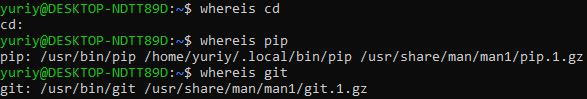 yuriy@DESKTOP-NDTT89D:~$ whereis cd
cd:
yuriy@DESKTOP-NDTT89D:~$ whereis pip
pip: /usr/bin/pip /home/yuriy/.local/bin/pip /usr/share/man/man1/pip.1.gz
yuriy@DESKTOP-NDTT89D:~$ whereis git
git: /usr/bin/git /usr/share/man/man1/git.1.gz